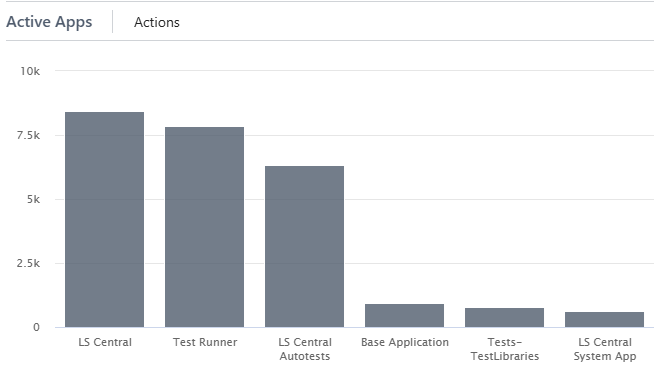 Active Apps Actions
10k
7.5k
5k
2.5k
0
LS Central Test Runner LS Central Base Application Tests- LS Central
Autotests TestLibraries System App